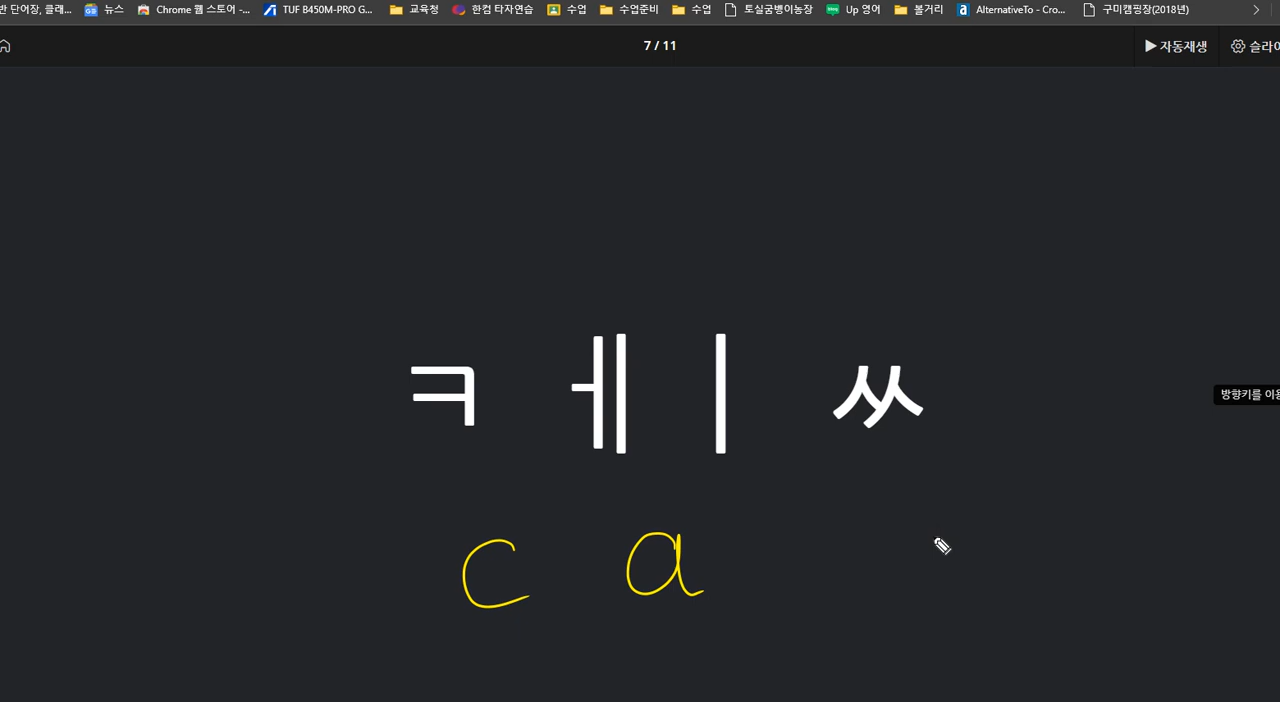 반 단어장, 클래... 뉴스 Chrome 웹 스토어 -... TUF B450M-PRO G... 교육청 한컴 타자연습 수업 수업준비 수업 토실굼벵이농장 Up 영어 볼거리 AlternativeTo - Cro... 구미캠핑장(2018년)
7 / 11 자동재생 슬라이
ㅋ ㅔ ㅣ ㅆ
방향키를 이용
c a